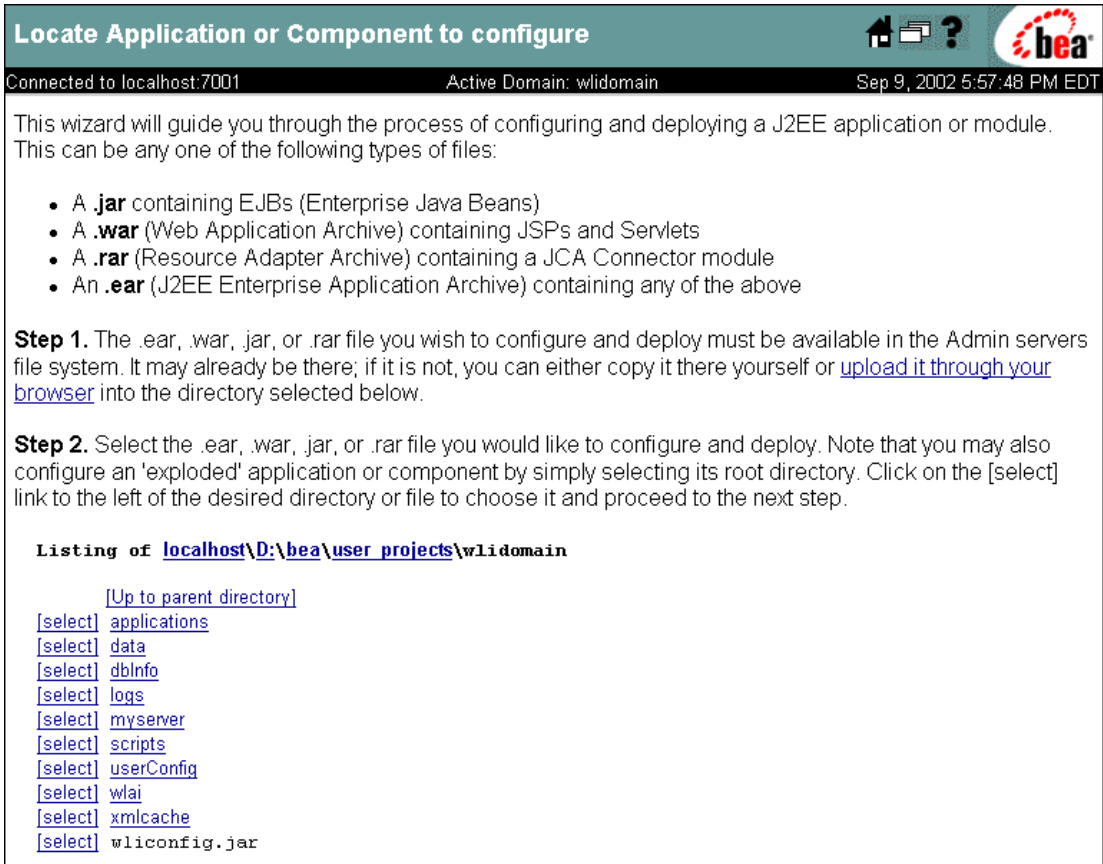 Locate Application or Component to configure
bea
Connected to localhost:7001 Active Domain: wlidomain Sep 9, 2002 5:57:48 PM EDT
This wizard will guide you through the process of configuring and deploying a J2EE application or module.
This can be any one of the following types of files:
• A .jar containing EJBs (Enterprise Java Beans)
• A .war (Web Application Archive) containing JSPs and Servlets
• A .rar (Resource Adapter Archive) containing a JCA Connector module
• An .ear (J2EE Enterprise Application Archive) containing any of the above
Step 1. The .ear, .war, .jar, or .rar file you wish to configure and deploy must be available in the Admin servers
file system. It may already be there; if it is not, you can either copy it there yourself or upload it through your
browser into the directory selected below.
Step 2. Select the .ear, .war, .jar, or .rar file you would like to configure and deploy. Note that you may also
configure an 'exploded' application or component by simply selecting its root directory. Click on the [select]
link to the left of the desired directory or file to choose it and proceed to the next step.
Listing of localhost\D:\bea\user_projects\wlidomain
[Up to parent directory]
[select] applications
[select] data
[select] dbInfo
[select] logs
[select] myserver
[select] scripts
[select] userConfig
[select] wlai
[select] xmlcache
[select] wliconfig.jar